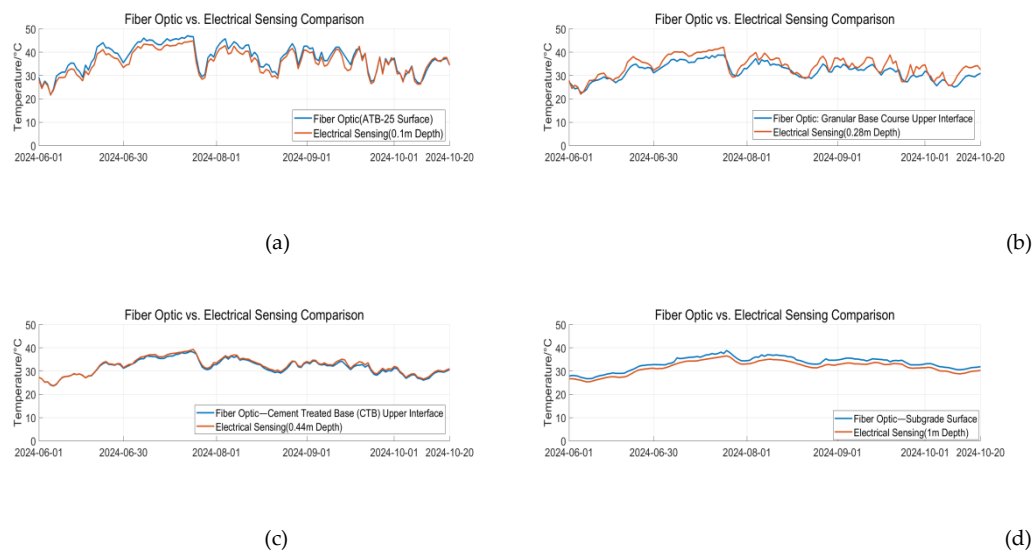 Fiber Optic vs. Electrical Sensing Comparison
50
40
30
20
10
0
Temperature/°C
Fiber Optic(ATB-25 Surface)
Electrical Sensing(0.1m Depth)
2024-06-01 2024-06-30 2024-08-01 2024-09-01 2024-10-01 2024-10-20
(a)
Fiber Optic vs. Electrical Sensing Comparison
50
40
30
20
10
0
Temperature/°C
Fiber Optic: Granular Base Course Upper Interface
Electrical Sensing(0.28m Depth)
2024-06-01 2024-06-30 2024-08-01 2024-09-01 2024-10-01 2024-10-20
(b)
Fiber Optic vs. Electrical Sensing Comparison
50
40
30
20
10
0
Temperature/°C
Fiber Optic—Cement Treated Base (CTB) Upper Interface
Electrical Sensing(0.44m Depth)
2024-06-01 2024-06-30 2024-08-01 2024-09-01 2024-10-01 2024-10-20
(c)
Fiber Optic vs. Electrical Sensing Comparison
50
40
30
20
10
0
Temperature/°C
Fiber Optic—Subgrade Surface
Electrical Sensing(1m Depth)
2024-06-01 2024-06-30 2024-08-01 2024-09-01 2024-10-01 2024-10-20
(d)